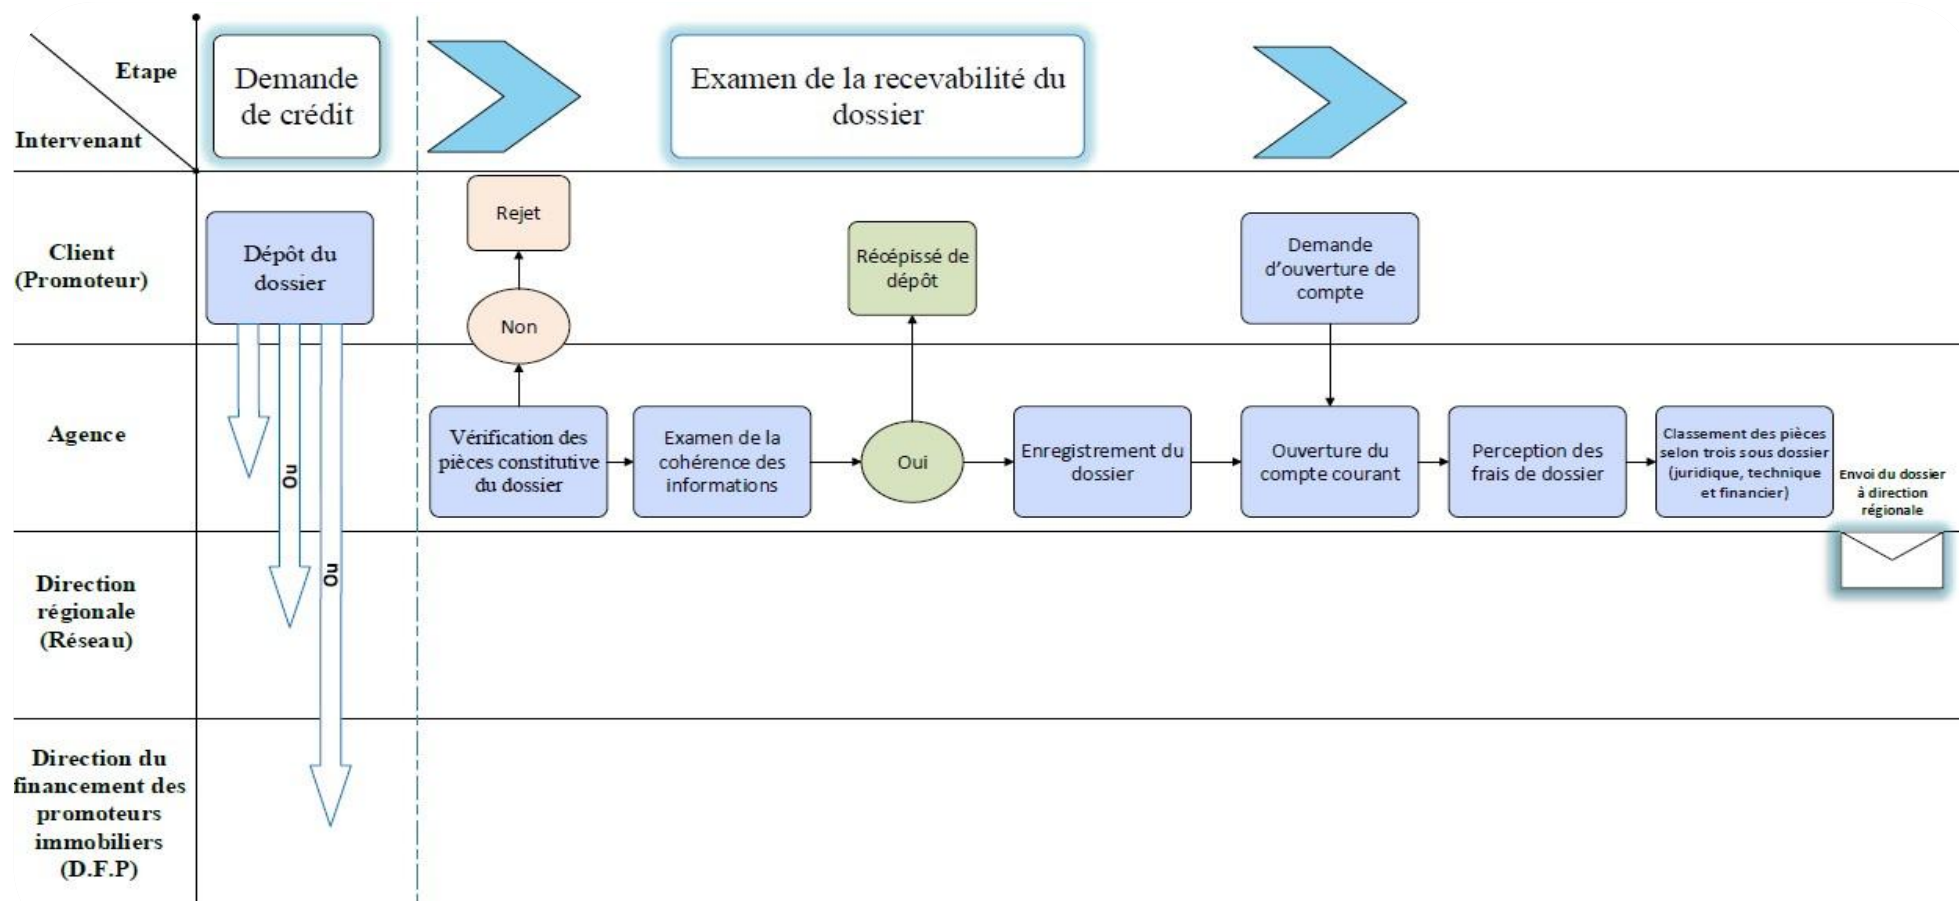 Etape
Intervenant
Demande
de crédit
Examen de la recevabilité du
dossier
Client
(Promoteur)
Dépôt du
dossier
Rejet
Non
Récépissé de
dépôt
Demande
d'ouverture de
compte
Agence
Vérification des
pièces constitutive
du dossier
Examen de la
cohérence des
informations
Oui
Enregistrement du
dossier
Ouverture du
compte courant
Perception des
frais de dossier
Classement des pièces
selon trois sous dossier
(juridique, technique
et financier)
Envoi du dossier
à direction
régionale
Ou
Ou
Direction
régionale
(Réseau)
Direction du
financement des
promoteurs
immobiliers
(D.F.P)